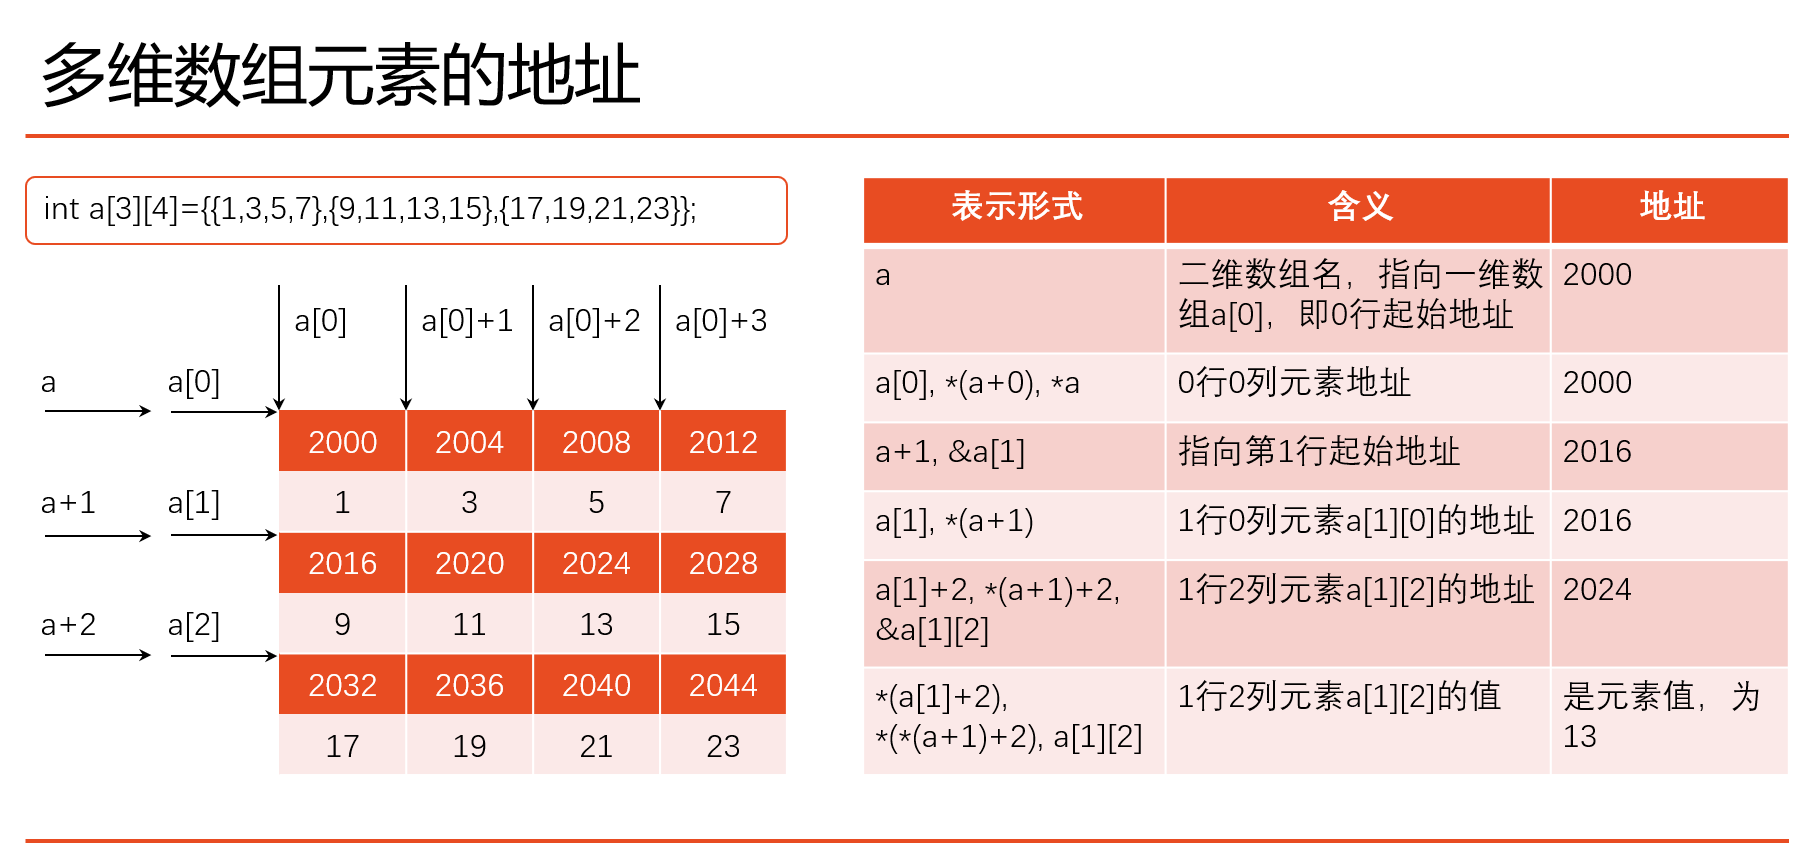 多维数组元素的地址
int a[3][4]={{1,3,5,7},{9,11,13,15},{17,19,21,23}};
a[0] a[0]+1 a[0]+2 a[0]+3
a a[0]
2000 2004 2008 2012
a+1 a[1] 1 3 5 7
2016 2020 2024 2028
a+2 a[2] 9 11 13 15
2032 2036 2040 2044
17 19 21 23
表示形式 含义 地址
a 二维数组名，指向一维数 2000
组a[0]，即0行起始地址
a[0], *(a+0), *a 0行0列元素地址 2000
a+1, &a[1] 指向第1行起始地址 2016
a[1], *(a+1) 1行0列元素a[1][0]的地址 2016
a[1]+2, *(a+1)+2, 1行2列元素a[1][2]的地址 2024
&a[1][2]
*(a[1]+2), 1行2列元素a[1][2]的值 是元素值，为
*(*(a+1)+2), a[1][2] 13